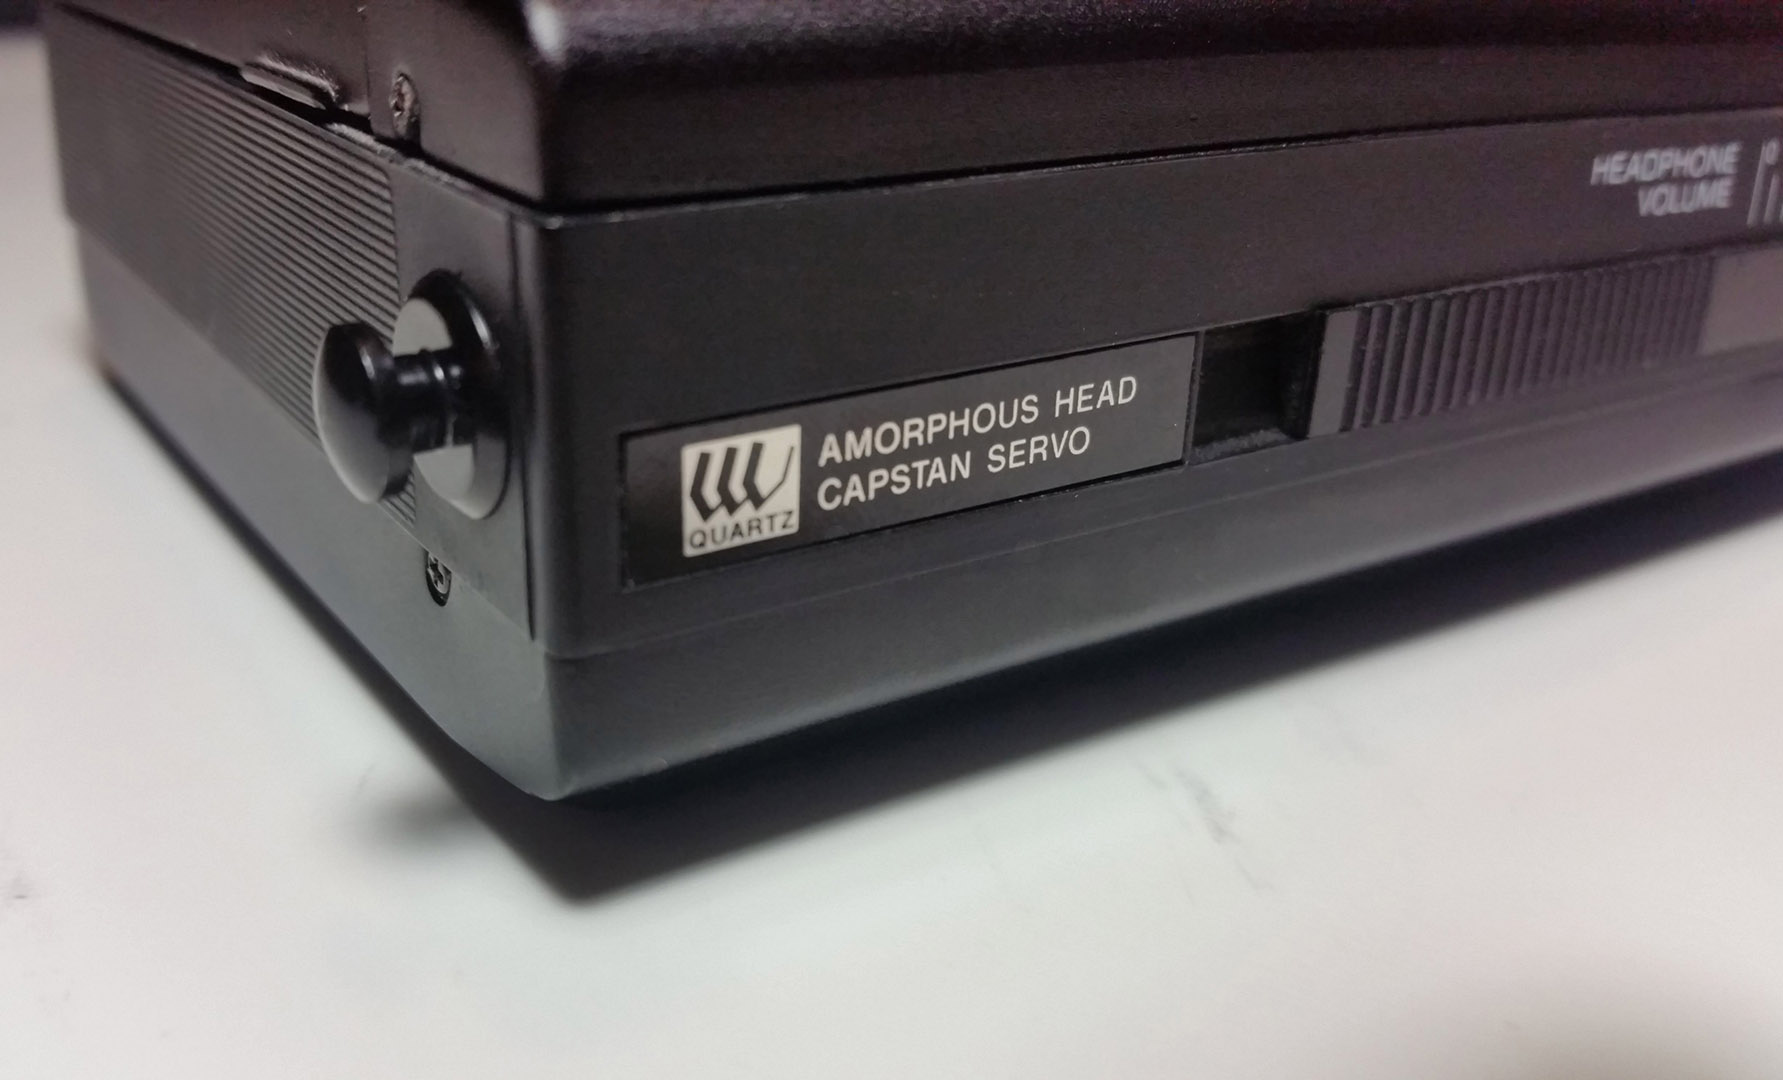 HEADPHONE
VOLUME
AMORPHOUS HEAD
CAPSTAN SERVO
QUARTZ